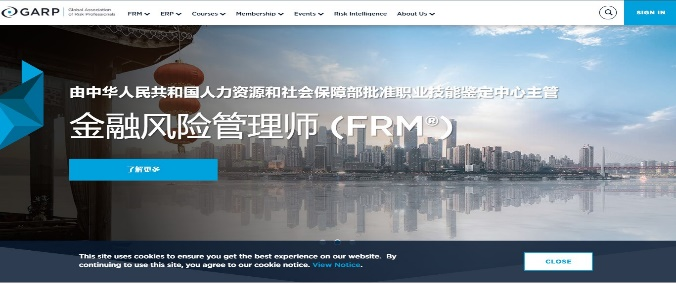 GARP
Global Association
of Risk Professionals
FRM
ERP
Courses
Membership
Events
Risk Intelligence
About Us
SIGN IN
由中华人民共和国人力资源和社会保障部批准职业技能鉴定中心主管
金融风险管理师 (FRM®)
了解更多
This site uses cookies to ensure you get the best experience on our website. By
continuing to use this site, you agree to our cookie notice. View Notice.
CLOSE